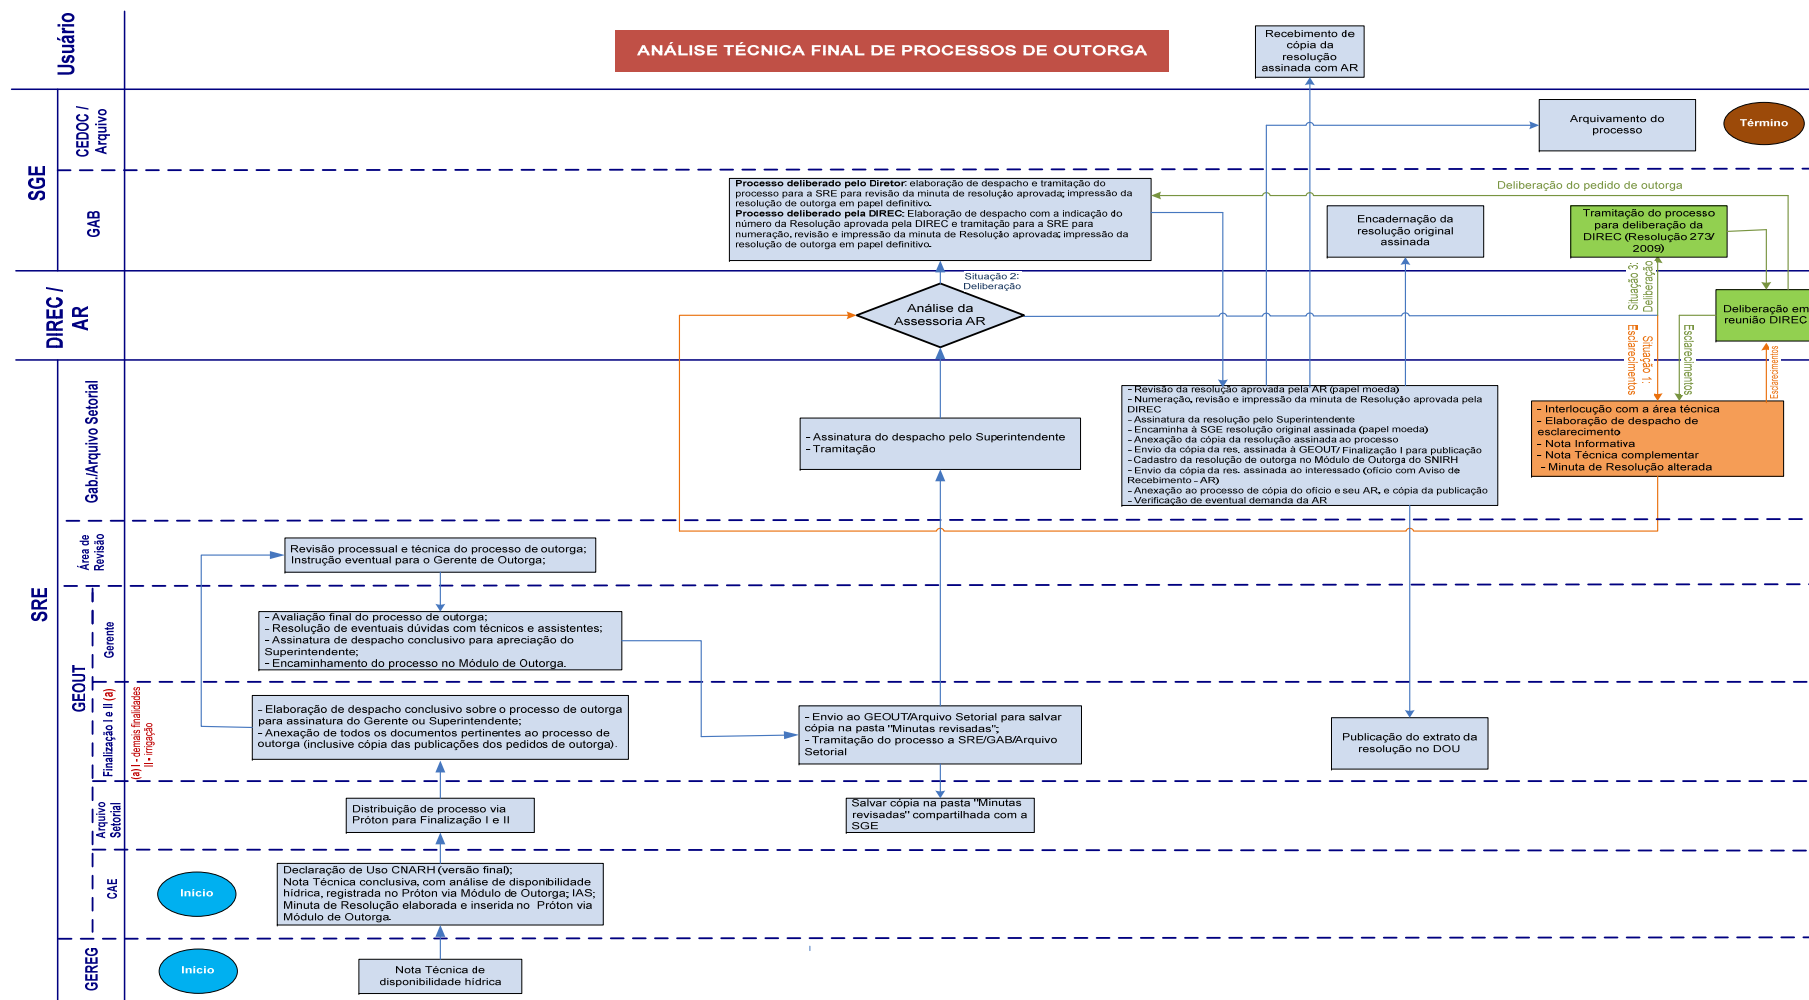 ANÁLISE TÉCNICA FINAL DE PROCESSOS DE OUTORGA
Usuário
Recebimento de
cópia da
resolução
assinada com AR
SGE
CEDOC /
Arquivo
Arquivamento do
processo
Término
GAB
Processo deliberado pelo Diretor: elaboração de despacho e tramitação do
processo para a SRE para revisão da minuta de resolução aprovada; impressão da
resolução de outorga em papel definitivo.
Processo deliberado pela DIREC: Elaboração de despacho com a indicação do
número da Resolução aprovada pela DIREC e tramitação para a SRE para
numeração, revisão e impressão da minuta de Resolução aprovada; impressão da
resolução de outorga em papel definitivo.
Encadernação da
resolução original
assinada
Deliberação do pedido de outorga
Tramitação do processo
para deliberação da
DIREC (Resolução 273/
2009)
DIREC /
AR
Situação 2:
Deliberação
Análise da
Assessoria AR
Situação 3:
Deliberação
Deliberação em
reunião DIREC
Situação 1:
Esclarecimentos
Esclarecimentos
Esclarecimentos
SRE
Gab./Arquivo Setorial
- Assinatura do despacho pelo Superintendente
- Tramitação
- Revisão da resolução aprovada pela AR (papel moeda)
- Numeração, revisão e impressão da minuta de Resolução aprovada pela
DIREC
- Assinatura da resolução pelo Superintendente
- Encaminha à SGE resolução original assinada (papel moeda)
- Anexação da cópia da resolução assinada ao processo
- Envio da cópia da res. assinada à GEOUT/ Finalização I para publicação
- Cadastro da resolução de outorga no Módulo de Outorga do SNIRH
- Envio da cópia da res. assinada ao interessado (ofício com Aviso de
Recebimento - AR)
- Anexação ao processo de cópia do ofício e seu AR, e cópia da publicação
- Verificação de eventual demanda da AR
- Interlocução com a área técnica
- Elaboração de despacho de
esclarecimento
- Nota Informativa
- Nota Técnica complementar
- Minuta de Resolução alterada
Área de
Revisão
Revisão processual e técnica do processo de outorga;
Instrução eventual para o Gerente de Outorga;
GEOUT
Gerente
- Avaliação final do processo de outorga;
- Resolução de eventuais dúvidas com técnicos e assistentes;
- Assinatura de despacho conclusivo para apreciação do
Superintendente;
- Encaminhamento do processo no Módulo de Outorga.
Finalização I e II (a)
(a) I - demais finalidades
II - irrigação
- Elaboração de despacho conclusivo sobre o processo de outorga
para assinatura do Gerente ou Superintendente;
- Anexação de todos os documentos pertinentes ao processo de
outorga (inclusive cópia das publicações dos pedidos de outorga).
- Envio ao GEOUT/Arquivo Setorial para salvar
cópia na pasta "Minutas revisadas";
- Tramitação do processo a SRE/GAB/Arquivo
Setorial
Publicação do extrato da
resolução no DOU
Arquivo
Setorial
Distribuição de processo via
Próton para Finalização I e II
Salvar cópia na pasta "Minutas
revisadas" compartilhada com a
SGE
CAE
Início
Declaração de Uso CNARH (versão final);
Nota Técnica conclusiva, com análise de disponibilidade
hídrica, registrada no Próton via Módulo de Outorga; IAS;
Minuta de Resolução elaborada e inserida no Próton via
Módulo de Outorga.
GEREG
Início
Nota Técnica de
disponibilidade hídrica